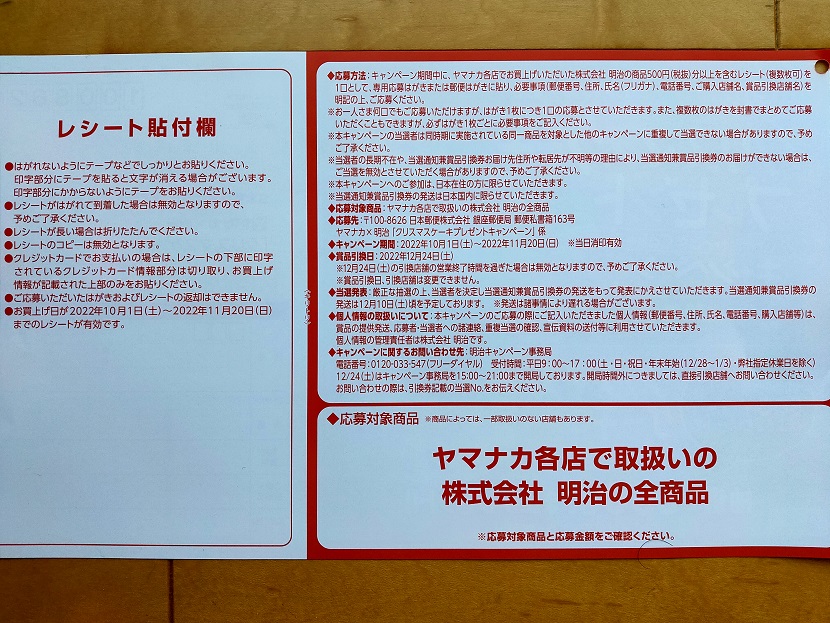 レシート貼付欄
●はがれないようにテープなどでしっかりとお貼りください。
印字部分にテープを貼ると文字が消える場合がございます。
印字部分にかからないようにテープをお貼りください。
●レシートがはがれて到着した場合は無効となりますので、
予めご了承ください。
●レシートが長い場合は折りたたんでください。
●レシートのコピーは無効となります。
●クレジットカードでお支払いの場合は、レシートの下部に印字
されているクレジットカード情報部分は切り取り、お買上げ
情報が記載された上部のみをお貼りください。
●ご応募いただいたはがきおよびレシートの返却はできません。
●お買上げ日が2022年10月1日(土)〜2022年11月20日(日)
までのレシートが有効です。
◆応募方法：キャンペーン期間中に、ヤマナカ各店でお買上げいただいた株式会社 明治の商品500円(税抜)分以上を含むレシート(複数枚可)を
1口として、専用応募はがきまたは郵便はがきに貼り、必要事項(郵便番号、住所、氏名(フリガナ)、電話番号、ご購入店舗名、賞品引換店舗名)を
明記の上、ご応募ください。
※お一人さま何口でもご応募いただけますが、はがき1枚につき1口の応募とさせていただきます。また、複数枚のはがきを封書でまとめてご応募
いただくこともできますが、必ずはがき1枚ごとに必要事項をご記入ください。
※本キャンペーンの当選者は同時期に実施されている同一商品を対象とした他のキャンペーンに重複して当選できない場合がありますので、予め
ご了承ください。
※当選者の長期不在や、当選通知兼賞品引換券お届け先住所や転居先が不明等の理由により、当選通知兼賞品引換券のお届けができない場合は、
ご当選を無効とさせていただく場合がありますので、予めご了承ください。
※本キャンペーンへのご参加は、日本在住の方に限らせていただきます。
※当選通知兼賞品引換券の発送は日本国内に限らせていただきます。
◆応募対象商品：ヤマナカ各店で取扱いの株式会社 明治の全商品
◆応募先：〒100-8626 日本郵便株式会社 銀座郵便局 郵便私書箱163号
ヤマナカ×明治「クリスマスケーキプレゼントキャンペーン」係
◆キャンペーン期間：2022年10月1日(土)〜2022年11月20日(日) ※当日消印有効
◆賞品引換日：2022年12月24日(土)
※12月24日(土)の引換店舗の営業終了時間を過ぎた場合は無効となりますので、予めご了承ください。
※賞品引換日、引換店舗は変更できません。
◆当選発表：厳正な抽選の上、当選者を決定し当選通知兼賞品引換券の発送をもって発表にかえさせていただきます。当選通知兼賞品引換券の
発送は12月10日(土)頃を予定しております。 ※発送は諸事情により遅れる場合がございます。
◆個人情報の取扱いについて：本キャンペーンのご応募の際にご記入いただきました個人情報(郵便番号、住所、氏名、電話番号、購入店舗等)は、
賞品の提供発送、応募者・当選者への諸連絡、重複当選の確認、宣伝資料の送付等に利用させていただきます。
個人情報の管理責任者は株式会社 明治です。
◆キャンペーンに関するお問い合わせ先：明治キャンペーン事務局
電話番号：0120-033-547(フリーダイヤル) 受付時間：平日9：00〜17：00(土・日・祝日・年末年始(12/28〜1/3)・弊社指定休業日を除く)
12/24(土)はキャンペーン事務局を15:00〜21:00まで開局しております。開局時間外につきましては、直接引換店舗へお問い合わせください。
お問い合わせの際は、引換券記載の当選No.をお伝えください。
◆応募対象商品 ※商品によっては、一部取扱いのない店舗もあります。
ヤマナカ各店で取扱いの
株式会社 明治の全商品
※応募対象商品と応募金額をご確認ください。